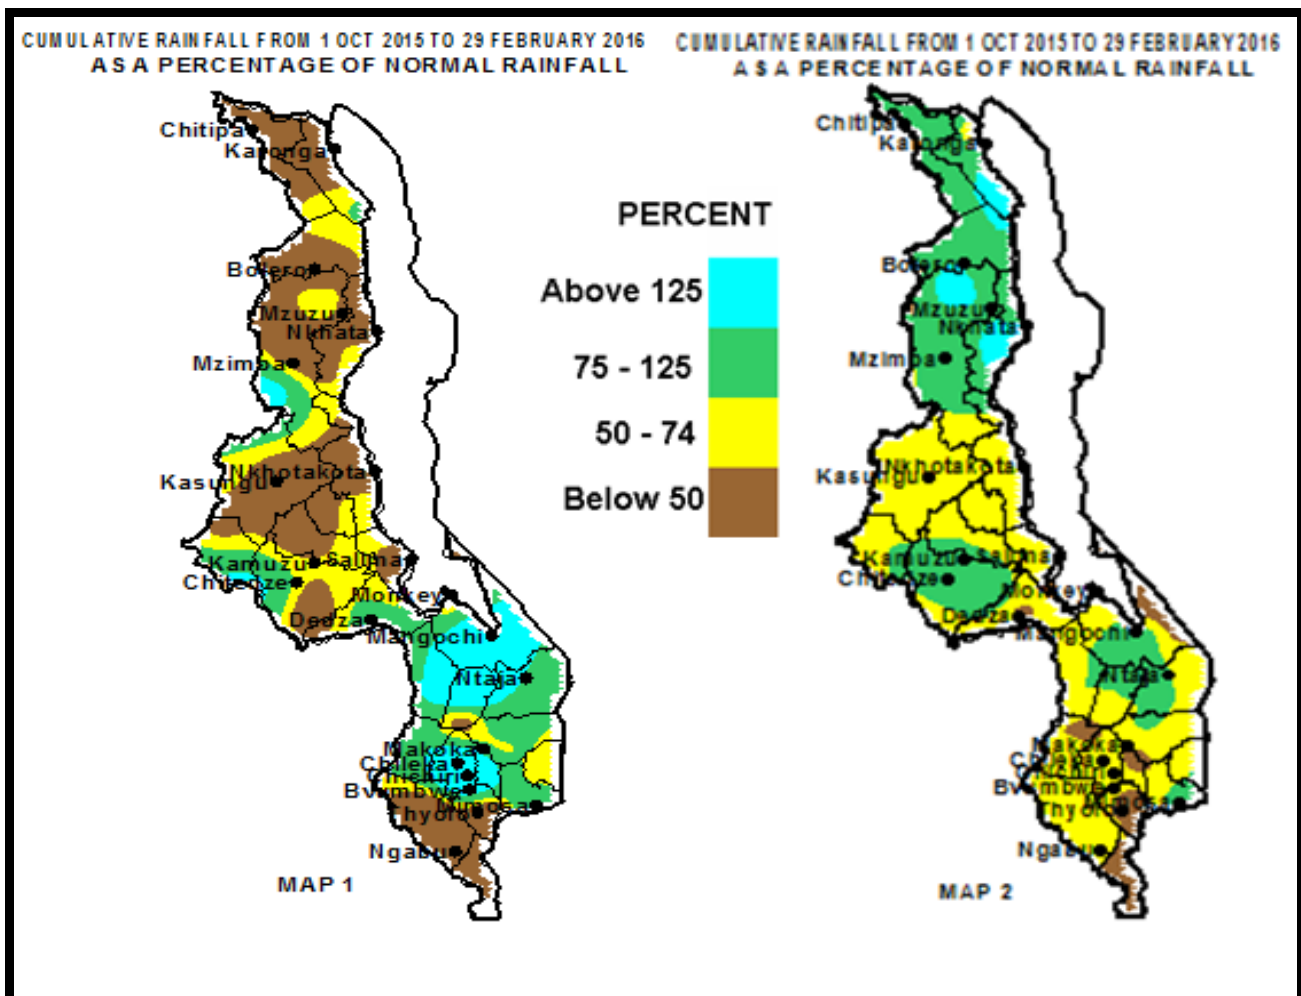 CUMULATIVE RAINFALL FROM 1 OCT 2015 TO 29 FEBRUARY 2016
AS A PERCENTAGE OF NORMAL RAINFALL
Chitipa
Karonga
Bolero
Mzuzu
Nkhata
Mzimba
Nkhotakota
Kasungu
Kamuzu
Salima
Chitedze
Monkey
Dedza
Mangochi
Ntaja
Makoka
Chileka
Chichiri
Bvumbwe
Mimosa
Thyolo
Ngabu
MAP 1
PERCENT
Above 125
75 - 125
50 - 74
Below 50
CUMULATIVE RAINFALL FROM 1 OCT 2015 TO 29 FEBRUARY 2016
AS A PERCENTAGE OF NORMAL RAINFALL
Chitipa
Karonga
Bolero
Mzuzu
Nkhata
Mzimba
Nkhotakota
Kasungu
Kamuzu
Salima
Chitedze
Monkey
Dedza
Mangochi
Ntaja
Makoka
Chileka
Chichiri
Bvumbwe
Mimosa
Thyolo
Ngabu
MAP 2